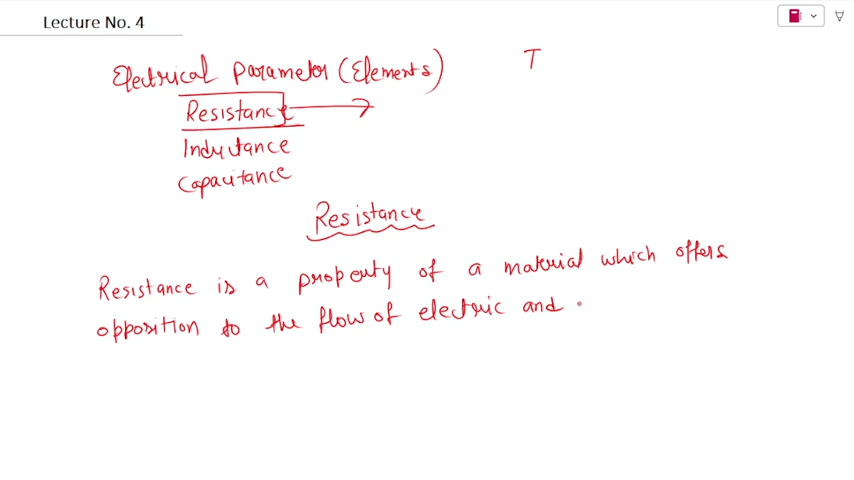 Lecture No. 4
Electrical Parameter (Elements)
T
Resistance
Inductance
Capacitance
Resistance
Resistance is a property of a material which offers
opposition to the flow of electric and